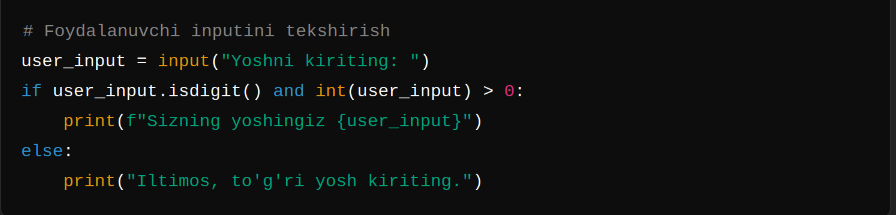 # Foydalanuvchi inputini tekshirish
user_input = input("Yoshni kiriting: ")
if user_input.isdigit() and int(user_input) > 0:
    print(f"Sizning yoshingiz {user_input}")
else:
    print("Iltimos, to'g'ri yosh kiriting.")